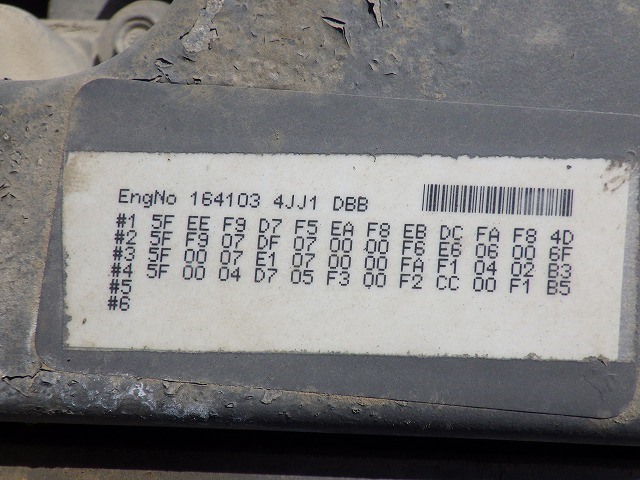 EngNo 164103 4JJ1 DBB
#1 5F EE F9 D7 F5 EA F8 EB DC FA F8 4D
#2 5F F9 07 DF 07 00 00 F6 E6 06 00 6F
#3 5F 00 07 E1 07 00 00 FA F1 04 02 B3
#4 5F 00 04 D7 05 F3 00 F2 CC 00 F1 B5
#5
#6